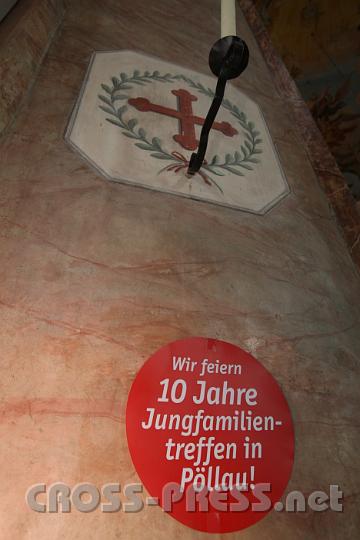 Wir feiern
10 Jahre
Jungfamilien-
treffen in
Pöllau!
CROSS-PRESS.net